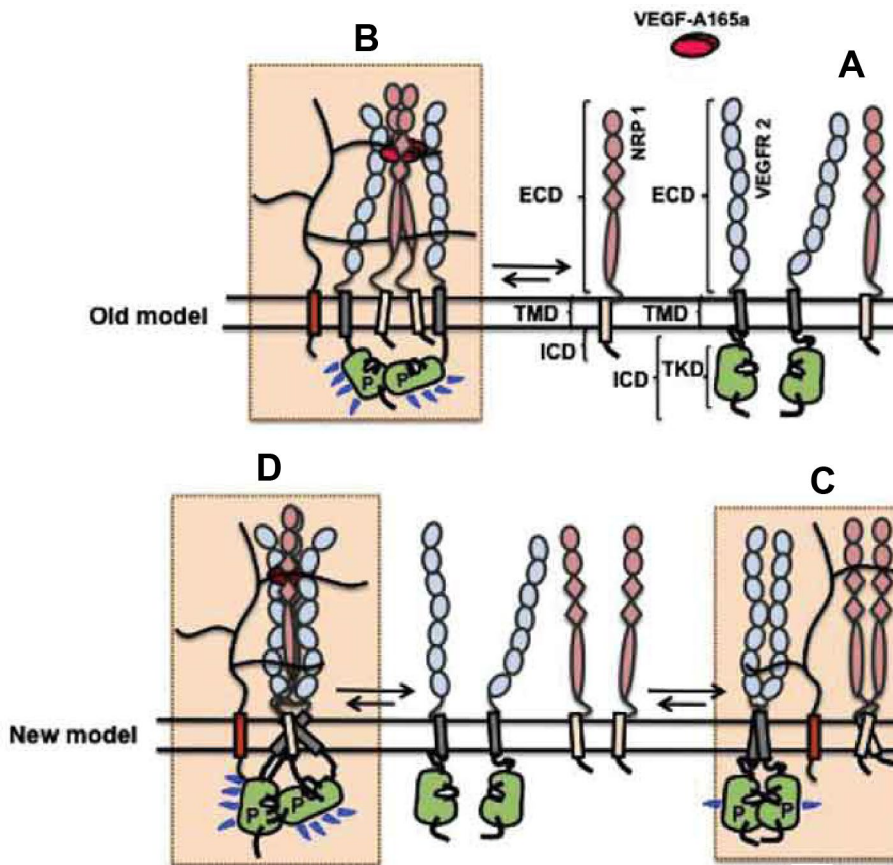 VEGF-A165a
B
A
NRP 1
ECD
ECD
VEGFR 2
Old model
TMD
TMD
ICD
ICD
TKD
P
P
D
C
New model
P
P
P
P